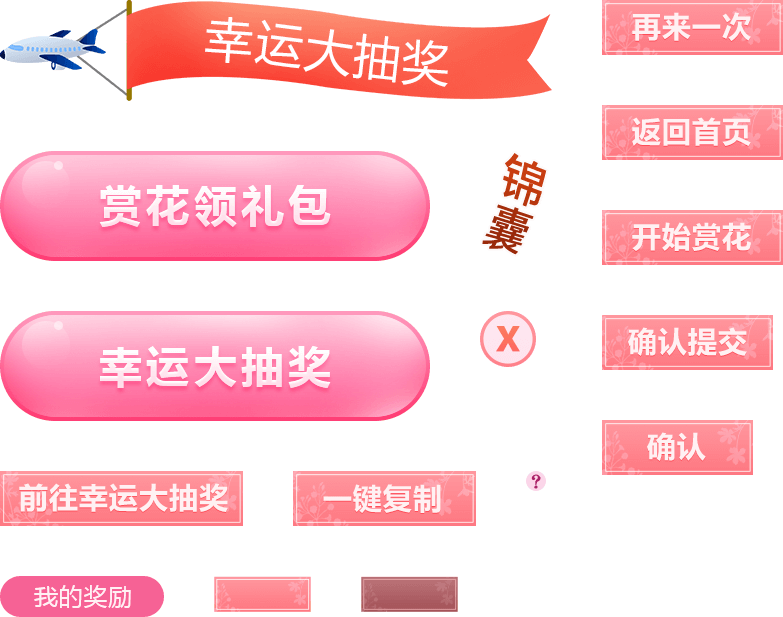 幸运大抽奖
再来一次
返回首页
赏花领礼包
锦囊
开始赏花
幸运大抽奖
X
确认提交
确认
前往幸运大抽奖
一键复制
?
我的奖励